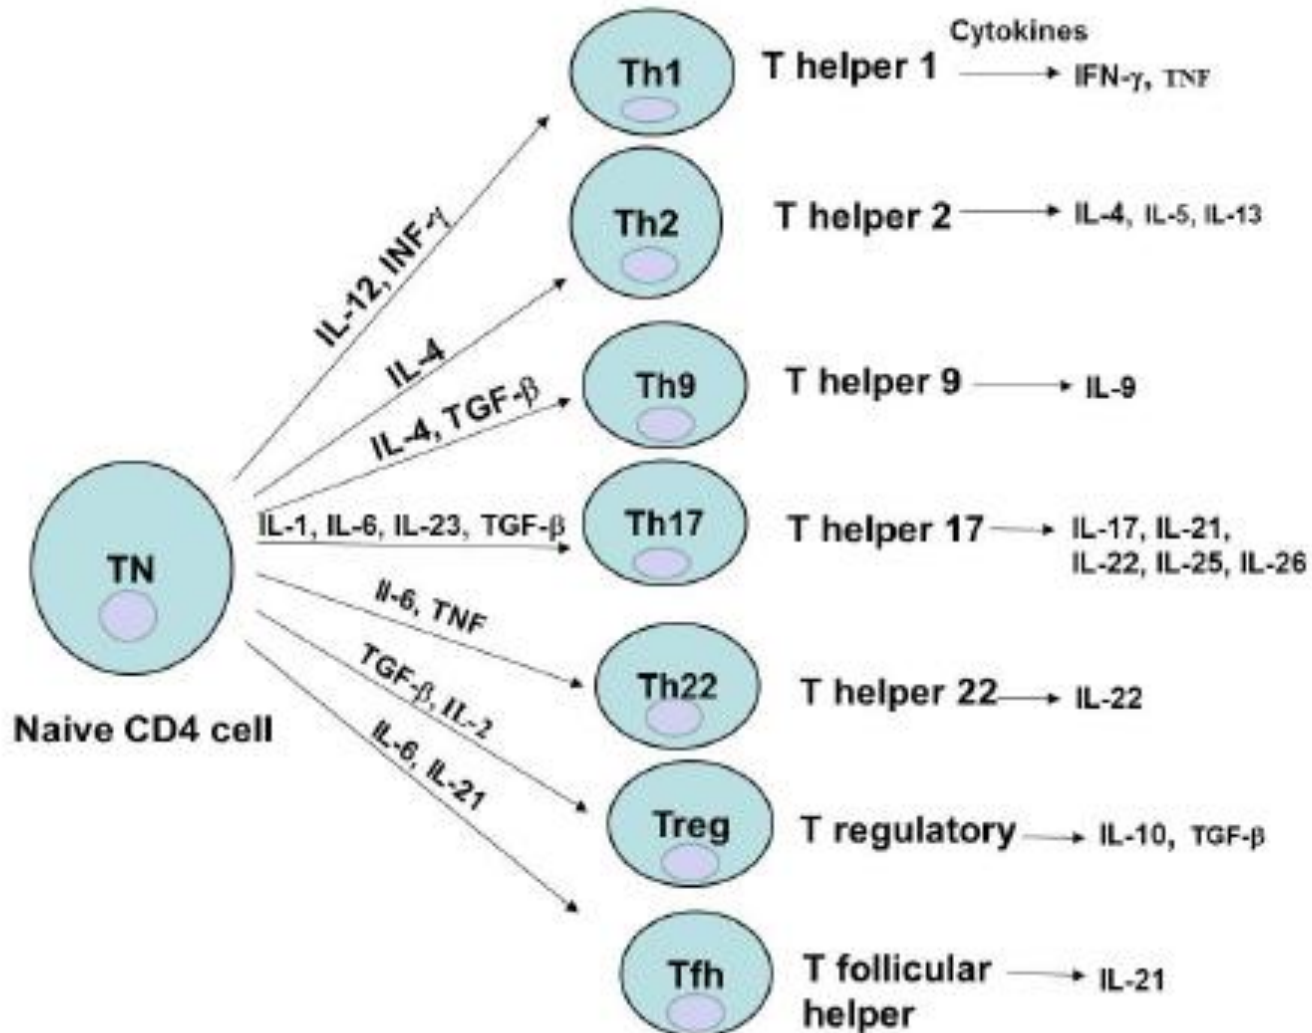 Cytokines
Th1
T helper 1
IFN-γ, TNF
IL-12, INF-γ
Th2
T helper 2
IL-4, IL-5, IL-13
IL-4
Th9
T helper 9
IL-9
IL-4, TGF-β
Th17
T helper 17
IL-17, IL-21,
IL-22, IL-25, IL-26
IL-1, IL-6, IL-23, TGF-β
TN
Naive CD4 cell
Il-6, TNF
Th22
T helper 22
IL-22
TGF-β, IL-2
Treg
T regulatory
IL-10, TGF-β
IL-6, IL-21
Tfh
T follicular
helper
IL-21